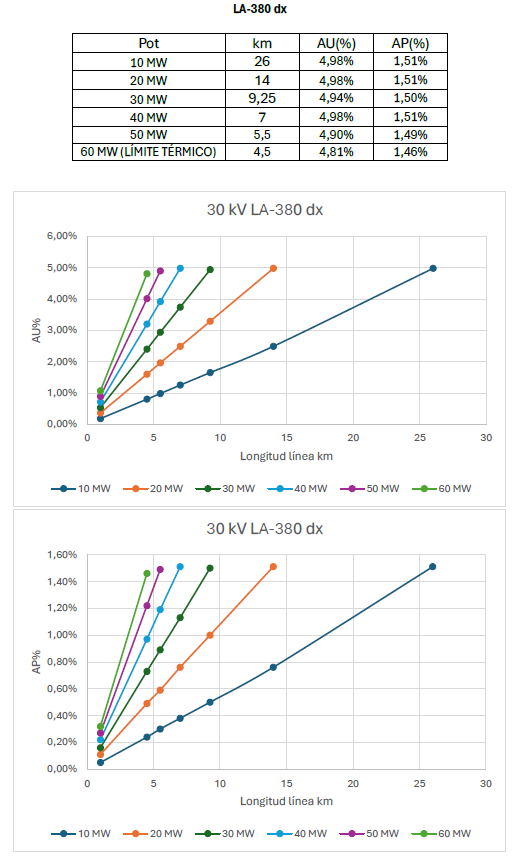 LA-380 dx
Pot km AU(%) AP(%)
10 MW 26 4,98% 1,51%
20 MW 14 4,98% 1,51%
30 MW 9,25 4,94% 1,50%
40 MW 7 4,98% 1,51%
50 MW 5,5 4,90% 1,49%
60 MW (LÍMITE TÉRMICO) 4,5 4,81% 1,46%
30 kV LA-380 dx
6,00%
5,00%
4,00%
3,00%
2,00%
1,00%
0,00%
AU%
0 5 10 15 20 25 30
Longitud línea km
10 MW 20 MW 30 MW 40 MW 50 MW 60 MW
30 kV LA-380 dx
1,60%
1,40%
1,20%
1,00%
0,80%
0,60%
0,40%
0,20%
0,00%
AP%
0 5 10 15 20 25 30
Longitud línea km
10 MW 20 MW 30 MW 40 MW 50 MW 60 MW